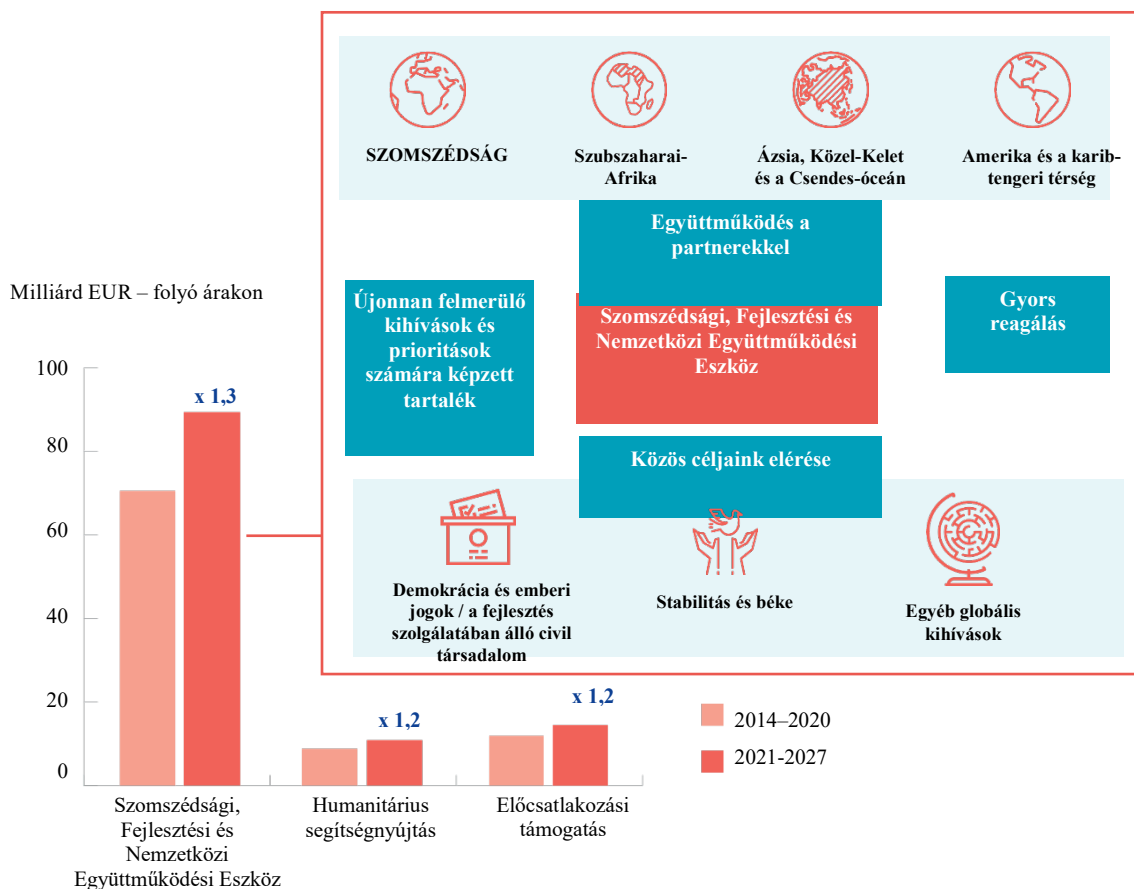 SZOMSZÉDSÁG
Szubszaharai-
Afrika
Ázsia, Közel-Kelet
és a Csendes-óceán
Amerika és a karib-
tengeri térség
Együttműködés a
partnerekkel
Újonnan felmerülő
kihívások és
prioritások
számára képzett
tartalék
Szomszédsági, Fejlesztési és
Nemzetközi Együttműködési
Eszköz
Gyors
reagálás
Közös céljaink elérése
Demokrácia és emberi
jogok / a fejlesztés
szolgálatában álló civil
társadalom
Stabilitás és béke
Egyéb globális
kihívások
Milliárd EUR – folyó árakon
100
80
60
40
20
0
x 1,3
x 1,2
x 1,2
2014–2020
2021-2027
Szomszédsági,
Fejlesztési és
Nemzetközi
Együttműködési Eszköz
Humanitárius
segítségnyújtás
Előcsatlakozási
támogatás